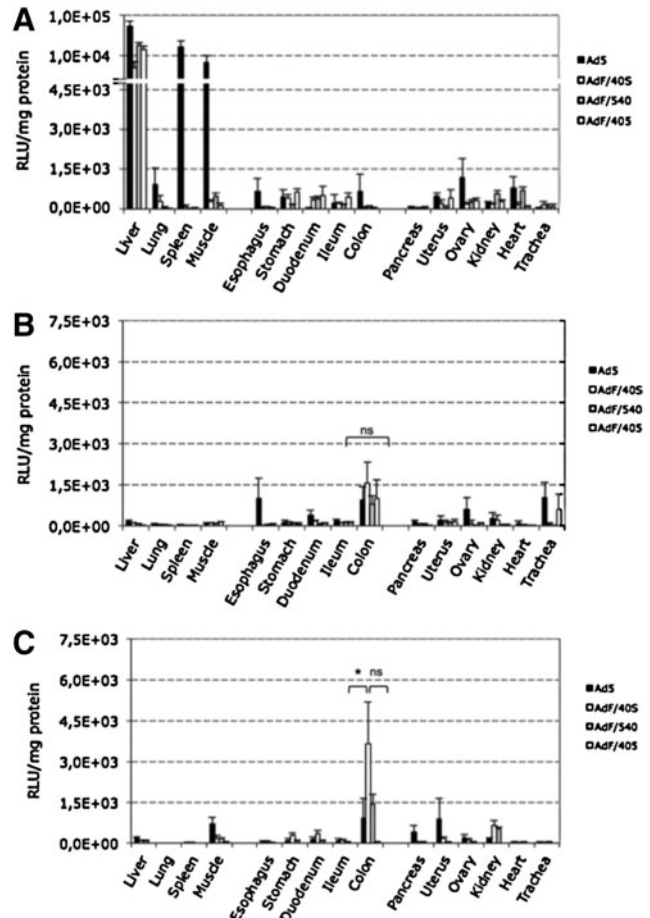 A
1,0E+05
1,0E+04
4,5E+03
3,0E+03
1,5E+03
0,0E+00
RLU/mg protein
Liver
Lung
Spleen
Muscle
Esophagus
Stomach
Duodenum
Ileum
Colon
Pancreas
Uterus
Ovary
Kidney
Heart
Trachea
Ad5
AdF/40S
AdF/540
AdF/405
B
7,5E+03
6,0E+03
4,5E+03
3,0E+03
1,5E+03
0,0E+00
RLU/mg protein
ns
Liver
Lung
Spleen
Muscle
Esophagus
Stomach
Duodenum
Ileum
Colon
Pancreas
Uterus
Ovary
Kidney
Heart
Trachea
Ad5
AdF/40S
AdF/540
AdF/405
C
7,5E+03
6,0E+03
4,5E+03
3,0E+03
1,5E+03
0,0E+00
RLU/mg protein
* ns
Liver
Lung
Spleen
Muscle
Esophagus
Stomach
Duodenum
Ileum
Colon
Pancreas
Uterus
Ovary
Kidney
Heart
Trachea
Ad5
AdF/40S
AdF/540
AdF/405